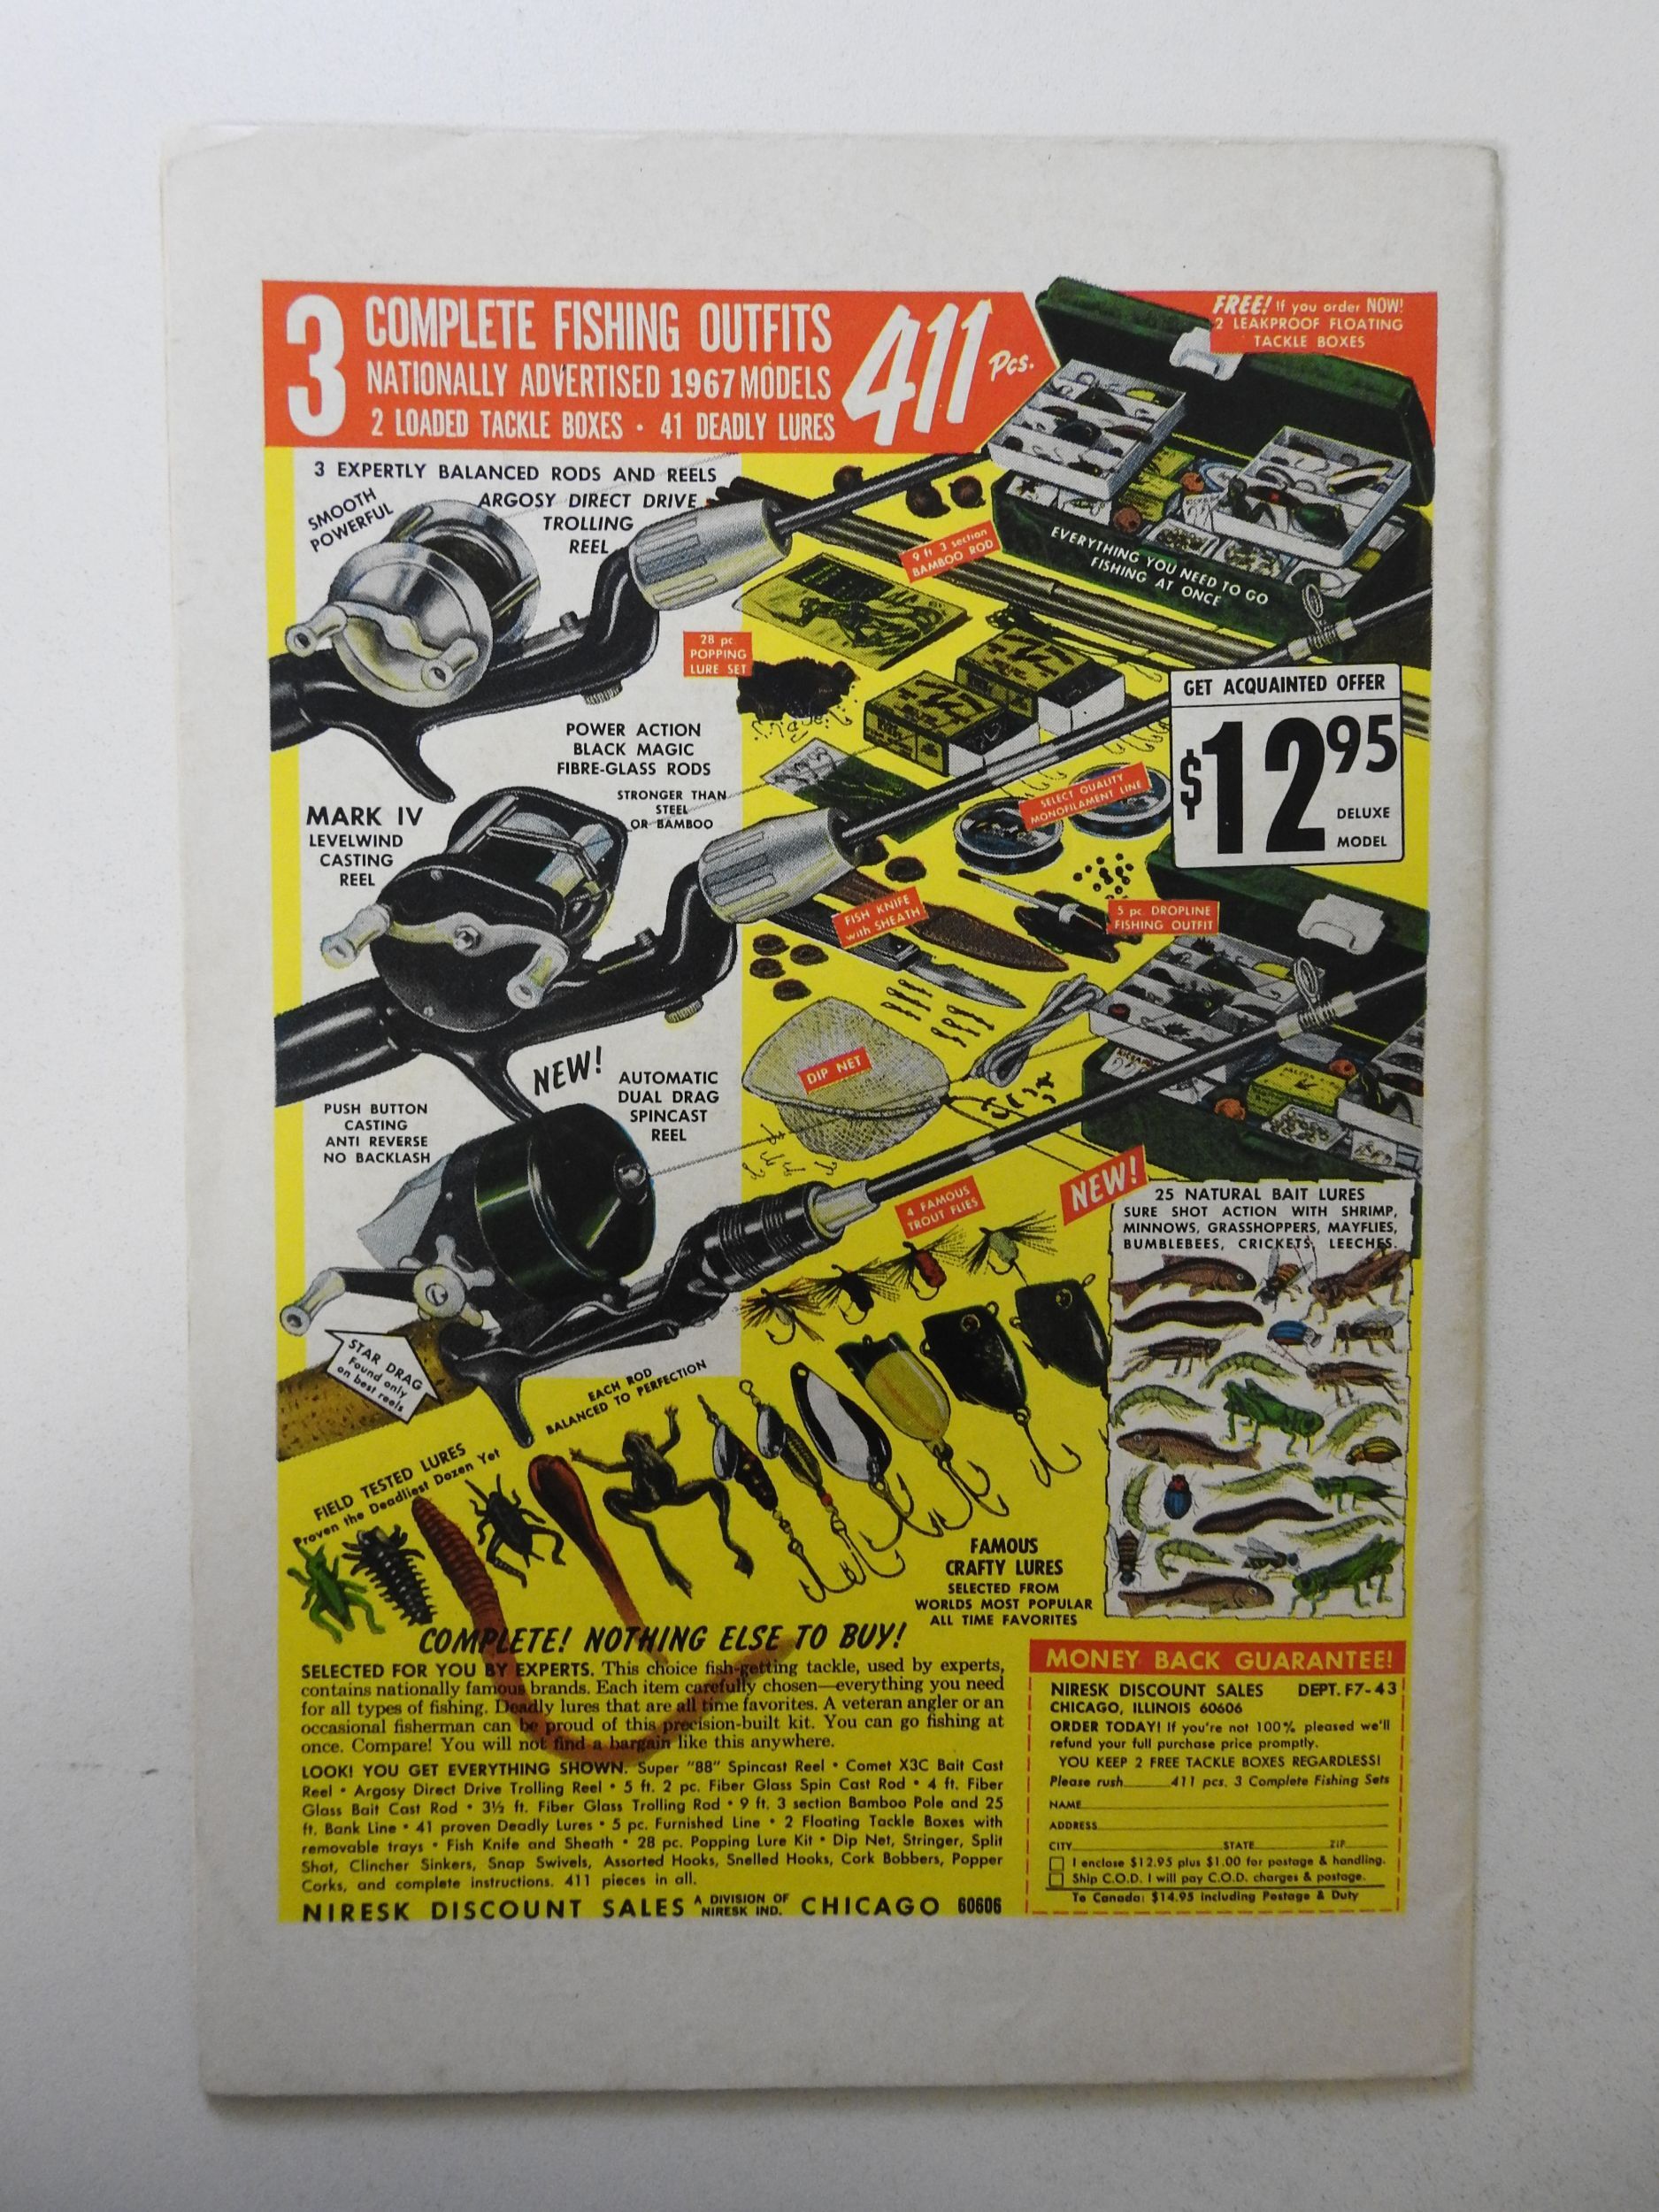 3 COMPLETE FISHING OUTFITS
NATIONALLY ADVERTISED 1967 MODELS
2 LOADED TACKLE BOXES • 41 DEADLY LURES
411 Pcs.
FREE! If you order NOW!
2 LEAKPROOF FLOATING
TACKLE BOXES
3 EXPERTLY BALANCED RODS AND REELS
SMOOTH
POWERFUL
ARGOSY DIRECT DRIVE
TROLLING
REEL
9 ft 3 section
BAMBOO ROD
EVERYTHING YOU NEED TO GO
FISHING AT ONCE
28 pc.
POPPING
LURE SET
GET ACQUAINTED OFFER
$12.95
DELUXE
MODEL
POWER ACTION
BLACK MAGIC
FIBRE-GLASS RODS
STRONGER THAN
STEEL
OR BAMBOO
MARK IV
LEVELWIND
CASTING
REEL
SELECT QUALITY
MONOFILAMENT LINE
FISH KNIFE
with SHEATH
5 pc. DROPLINE
FISHING OUTFIT
DIP NET
NEW!
AUTOMATIC
DUAL DRAG
SPINCAST
REEL
PUSH BUTTON
CASTING
ANTI REVERSE
NO BACKLASH
4 FAMOUS
TROUT FLIES
NEW!
25 NATURAL BAIT LURES
SURE SHOT ACTION WITH SHRIMP,
MINNOWS, GRASSHOPPERS, MAYFLIES,
BUMBLEBEES, CRICKETS, LEECHES.
STAR DRAG
Found only
on best reels
EACH ROD
BALANCED TO PERFECTION
FIELD TESTED LURES
Proven the Deadliest Dozen Yet
FAMOUS
CRAFTY LURES
SELECTED FROM
WORLDS MOST POPULAR
ALL TIME FAVORITES
COMPLETE! NOTHING ELSE TO BUY!
SELECTED FOR YOU BY EXPERTS. This choice fish-getting tackle, used by experts,
contains nationally famous brands. Each item carefully chosen—everything you need
for all types of fishing. Deadly lures that are all time favorites. A veteran angler or an
occasional fisherman can be proud of this precision-built kit. You can go fishing at
once. Compare! You will not find a bargain like this anywhere.
LOOK! YOU GET EVERYTHING SHOWN. Super "88" Spincast Reel • Comet X3C Bait Cast
Reel • Argosy Direct Drive Trolling Reel • 5 ft. 2 pc. Fiber Glass Spin Cast Rod • 4 ft. Fiber
Glass Bait Cast Rod • 3½ ft. Fiber Glass Trolling Rod • 9 ft. 3 section Bamboo Pole and 25
ft. Bank Line • 41 proven Deadly Lures • 5 pc. Furnished Line • 2 Floating Tackle Boxes with
removable trays • Fish Knife and Sheath • 28 pc. Popping Lure Kit • Dip Net, Stringer, Split
Shot, Clincher Sinkers, Snap Swivels, Assorted Hooks, Snelled Hooks, Cork Bobbers, Popper
Corks, and complete instructions. 411 pieces in all.
NIRESK DISCOUNT SALES A DIVISION OF NIRESK IND. CHICAGO 60606
MONEY BACK GUARANTEE!
NIRESK DISCOUNT SALES DEPT. F7-43
CHICAGO, ILLINOIS 60606
ORDER TODAY! If you're not 100% pleased we'll
refund your full purchase price promptly.
YOU KEEP 2 FREE TACKLE BOXES REGARDLESS!
Please rush 411 pcs. 3 Complete Fishing Sets
NAME
ADDRESS
CITY STATE ZIP
I enclose $12.95 plus $1.00 for postage & handling.
Ship C.O.D. I will pay C.O.D. charges & postage.
To Canada: $14.95 including Postage & Duty